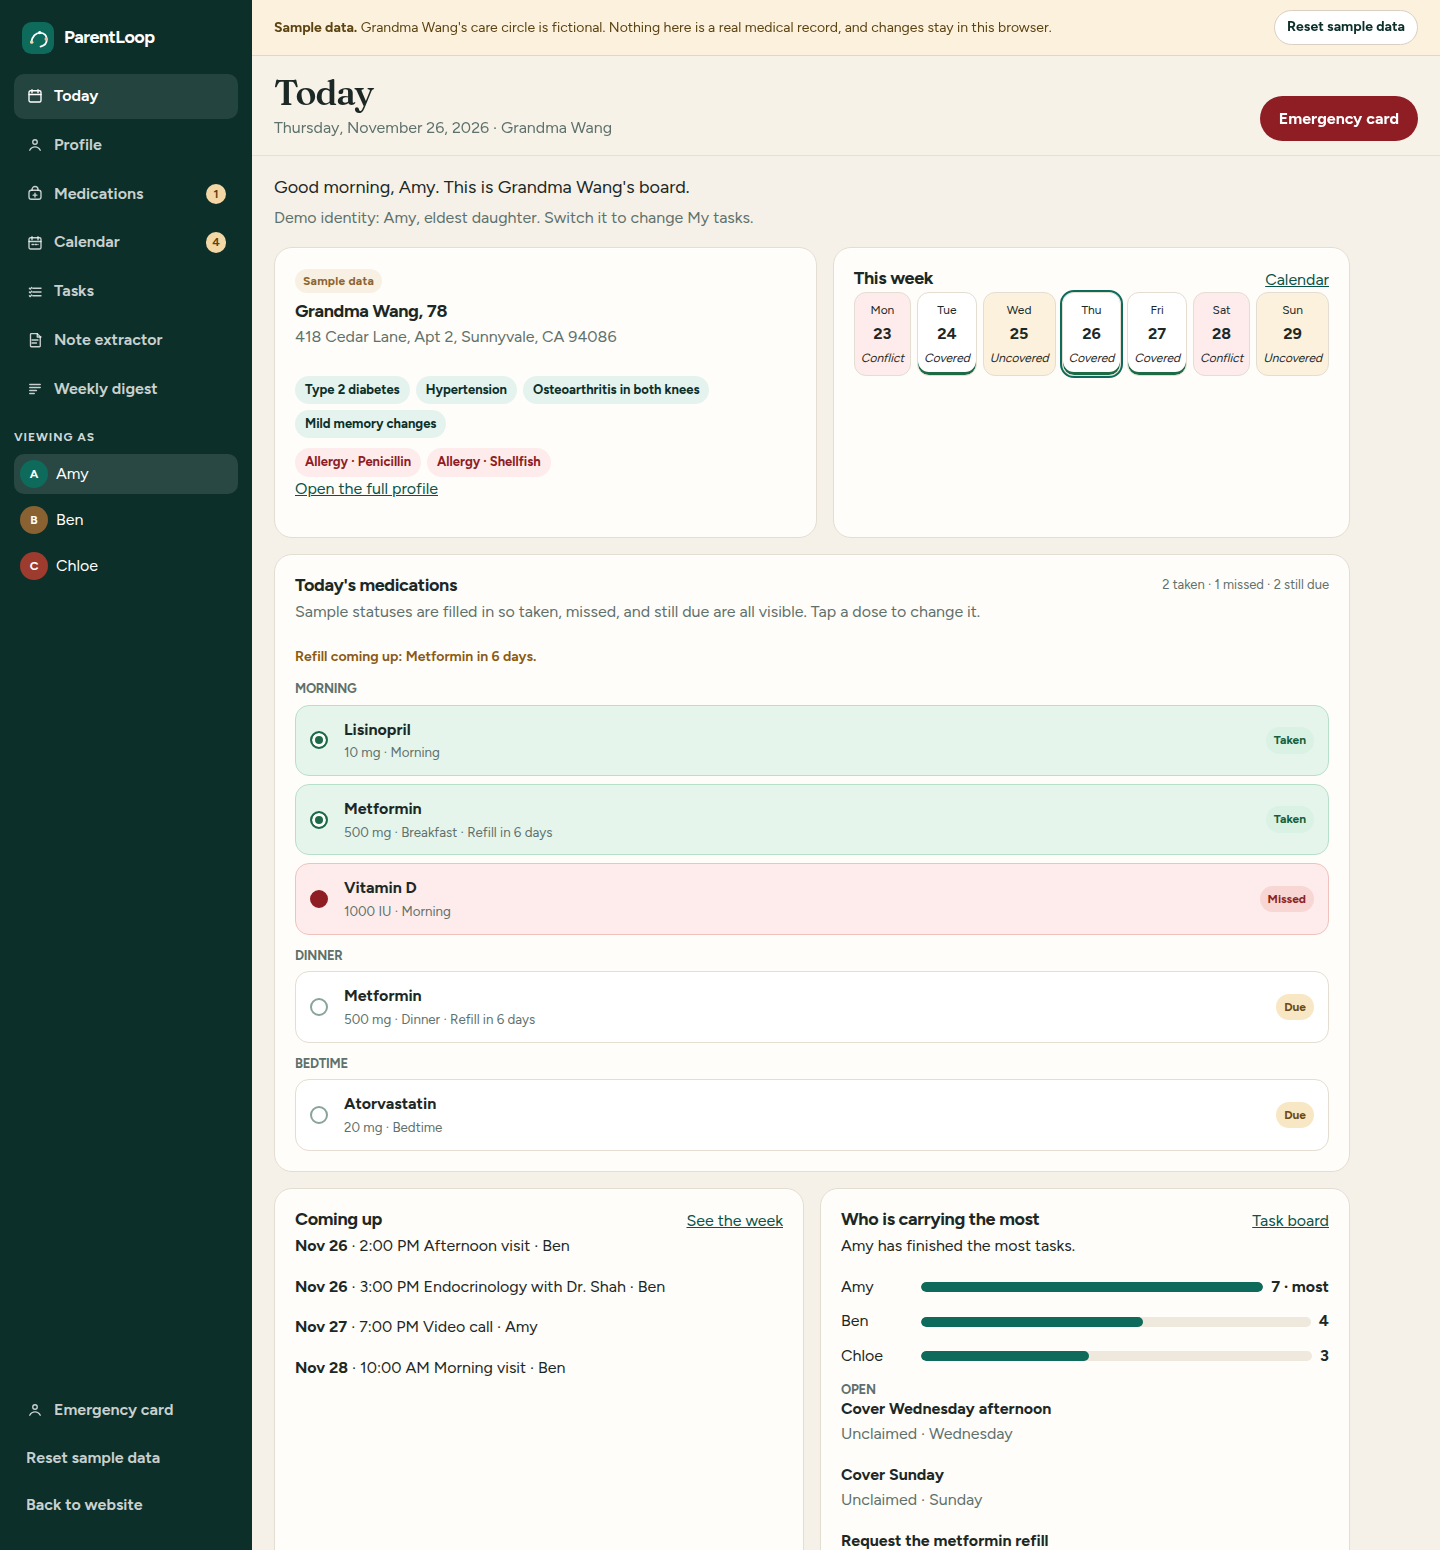 ParentLoop
Today
Profile
Medications 1
Calendar 4
Tasks
Note extractor
Weekly digest
VIEWING AS
A Amy
B Ben
C Chloe
Emergency card
Reset sample data
Back to website
Sample data. Grandma Wang's care circle is fictional. Nothing here is a real medical record, and changes stay in this browser.
Reset sample data
Today
Thursday, November 26, 2026 · Grandma Wang
Emergency card
Good morning, Amy. This is Grandma Wang's board.
Demo identity: Amy, eldest daughter. Switch it to change My tasks.
Sample data
Grandma Wang, 78
418 Cedar Lane, Apt 2, Sunnyvale, CA 94086
Type 2 diabetes Hypertension Osteoarthritis in both knees
Mild memory changes
Allergy · Penicillin Allergy · Shellfish
Open the full profile
This week Calendar
Mon Tue Wed Thu Fri Sat Sun
23 24 25 26 27 28 29
Conflict Covered Uncovered Covered Covered Conflict Uncovered
Today's medications 2 taken · 1 missed · 2 still due
Sample statuses are filled in so taken, missed, and still due are all visible. Tap a dose to change it.
Refill coming up: Metformin in 6 days.
MORNING
Lisinopril
10 mg · Morning
Taken
Metformin
500 mg · Breakfast · Refill in 6 days
Taken
Vitamin D
1000 IU · Morning
Missed
DINNER
Metformin
500 mg · Dinner · Refill in 6 days
Due
BEDTIME
Atorvastatin
20 mg · Bedtime
Due
Coming up See the week
Nov 26 · 2:00 PM Afternoon visit · Ben
Nov 26 · 3:00 PM Endocrinology with Dr. Shah · Ben
Nov 27 · 7:00 PM Video call · Amy
Nov 28 · 10:00 AM Morning visit · Ben
Who is carrying the most Task board
Amy has finished the most tasks.
Amy 7 · most
Ben 4
Chloe 3
OPEN
Cover Wednesday afternoon
Unclaimed · Wednesday
Cover Sunday
Unclaimed · Sunday
Request the metformin refill